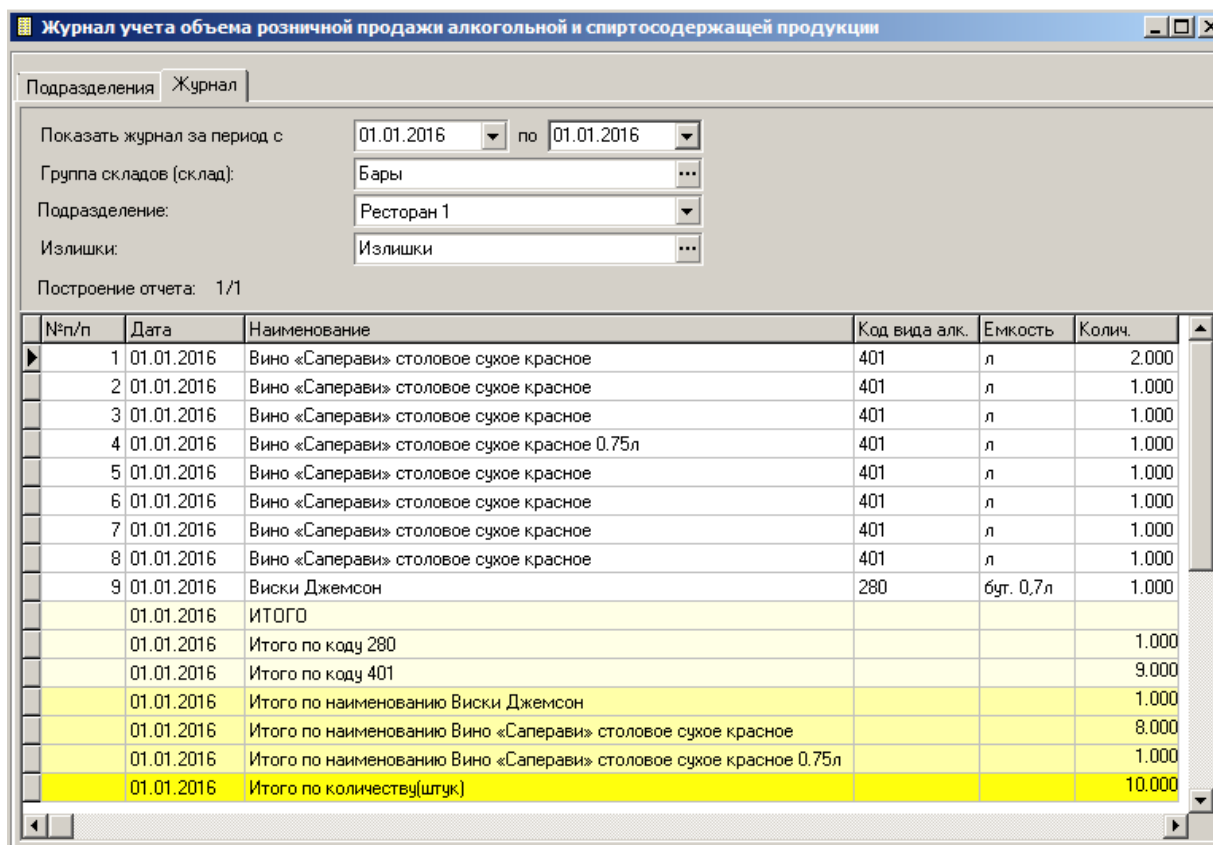 Журнал учета объема розничной продажи алкогольной и спиртосодержащей продукции
Подразделения Журнал
Показать журнал за период с 01.01.2016 по 01.01.2016
Группа складов (склад): Бары ...
Подразделение: Ресторан 1
Излишки: Излишки ...
Построение отчета: 1/1
№п/п Дата Наименование Код вида алк. Емкость Колич.
1 01.01.2016 Вино «Саперави» столовое сухое красное 401 л 2.000
2 01.01.2016 Вино «Саперави» столовое сухое красное 401 л 1.000
3 01.01.2016 Вино «Саперави» столовое сухое красное 401 л 1.000
4 01.01.2016 Вино «Саперави» столовое сухое красное 0.75л 401 л 1.000
5 01.01.2016 Вино «Саперави» столовое сухое красное 401 л 1.000
6 01.01.2016 Вино «Саперави» столовое сухое красное 401 л 1.000
7 01.01.2016 Вино «Саперави» столовое сухое красное 401 л 1.000
8 01.01.2016 Вино «Саперави» столовое сухое красное 401 л 1.000
9 01.01.2016 Виски Джемсон 280 бут. 0,7л 1.000
01.01.2016 ИТОГО
01.01.2016 Итого по коду 280 1.000
01.01.2016 Итого по коду 401 9.000
01.01.2016 Итого по наименованию Виски Джемсон 1.000
01.01.2016 Итого по наименованию Вино «Саперави» столовое сухое красное 8.000
01.01.2016 Итого по наименованию Вино «Саперави» столовое сухое красное 0.75л 1.000
01.01.2016 Итого по количеству(штук) 10.000